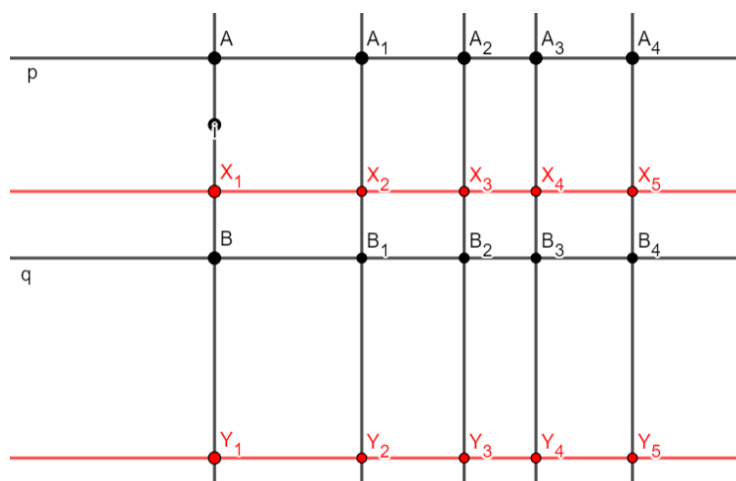 A A₁ A₂ A₃ A₄
p
X₁ X₂ X₃ X₄ X₅
B B₁ B₂ B₃ B₄
q
Y₁ Y₂ Y₃ Y₄ Y₅